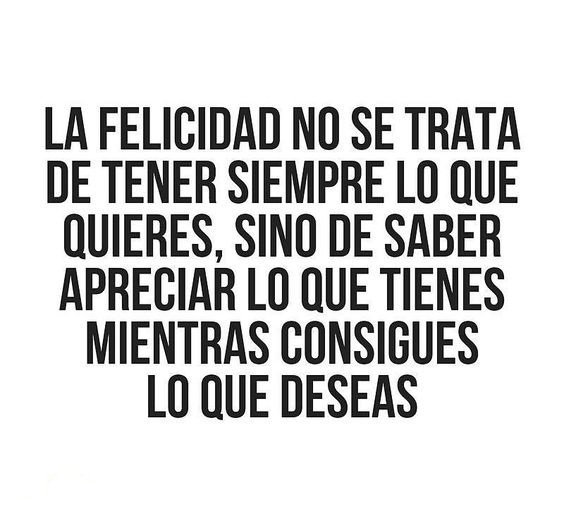 LA FELICIDAD NO SE TRATA
DE TENER SIEMPRE LO QUE
QUIERES, SINO DE SABER
APRECIAR LO QUE TIENES
MIENTRAS CONSIGUES
LO QUE DESEAS